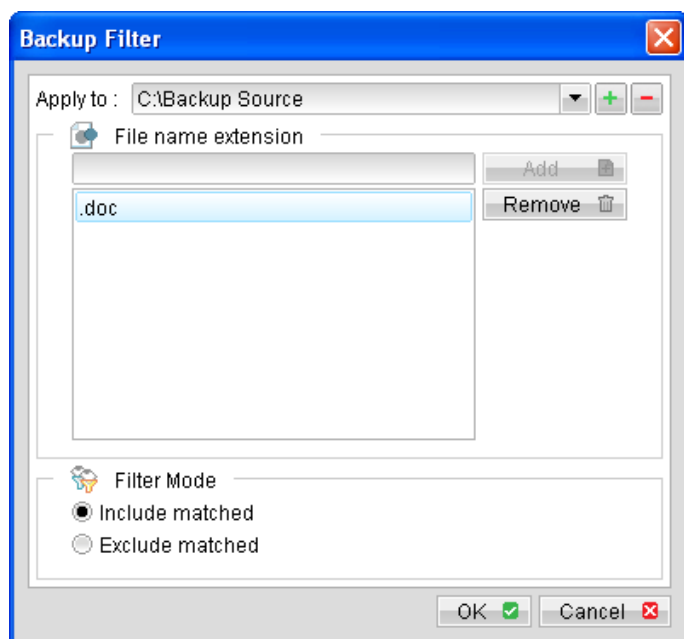 Backup Filter
Apply to : C:\Backup Source
File name extension
Add
.doc
Remove
Filter Mode
Include matched
Exclude matched
OK Cancel